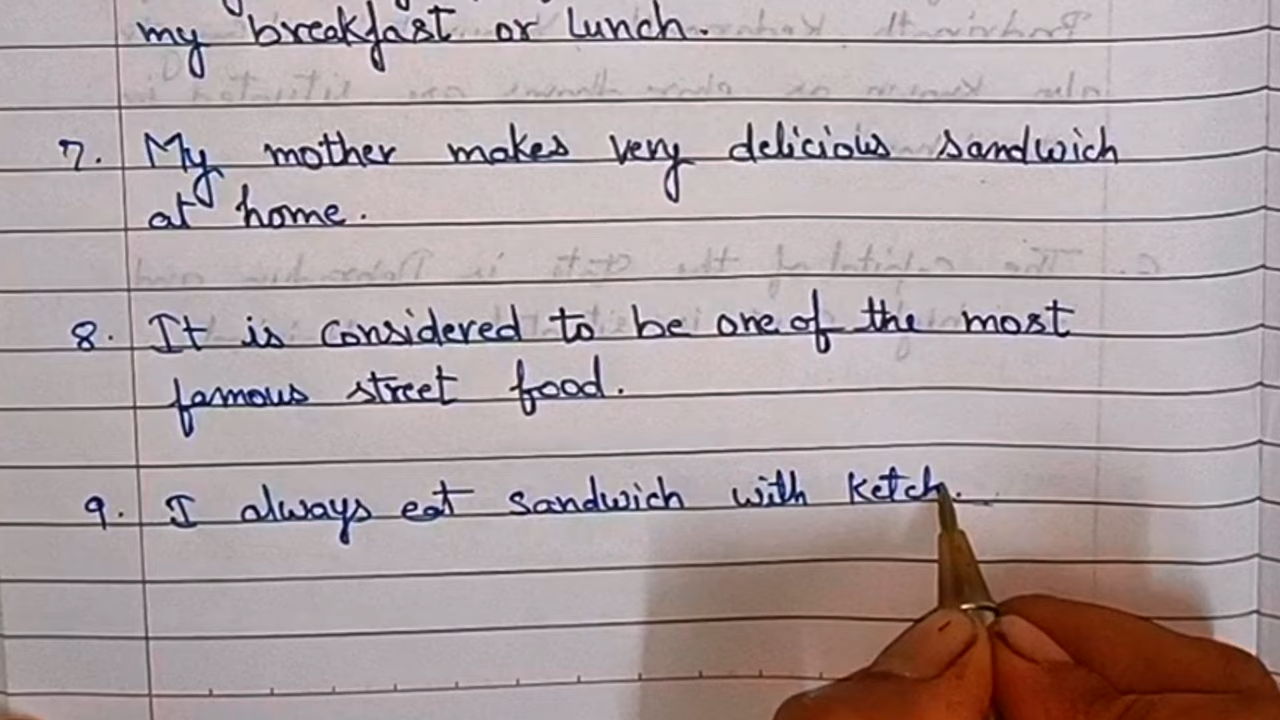 my breakfast or lunch.
7. My mother makes very delicious sandwich
at home.
8. It is considered to be one of the most
famous street food.
9. I always eat sandwich with ketch